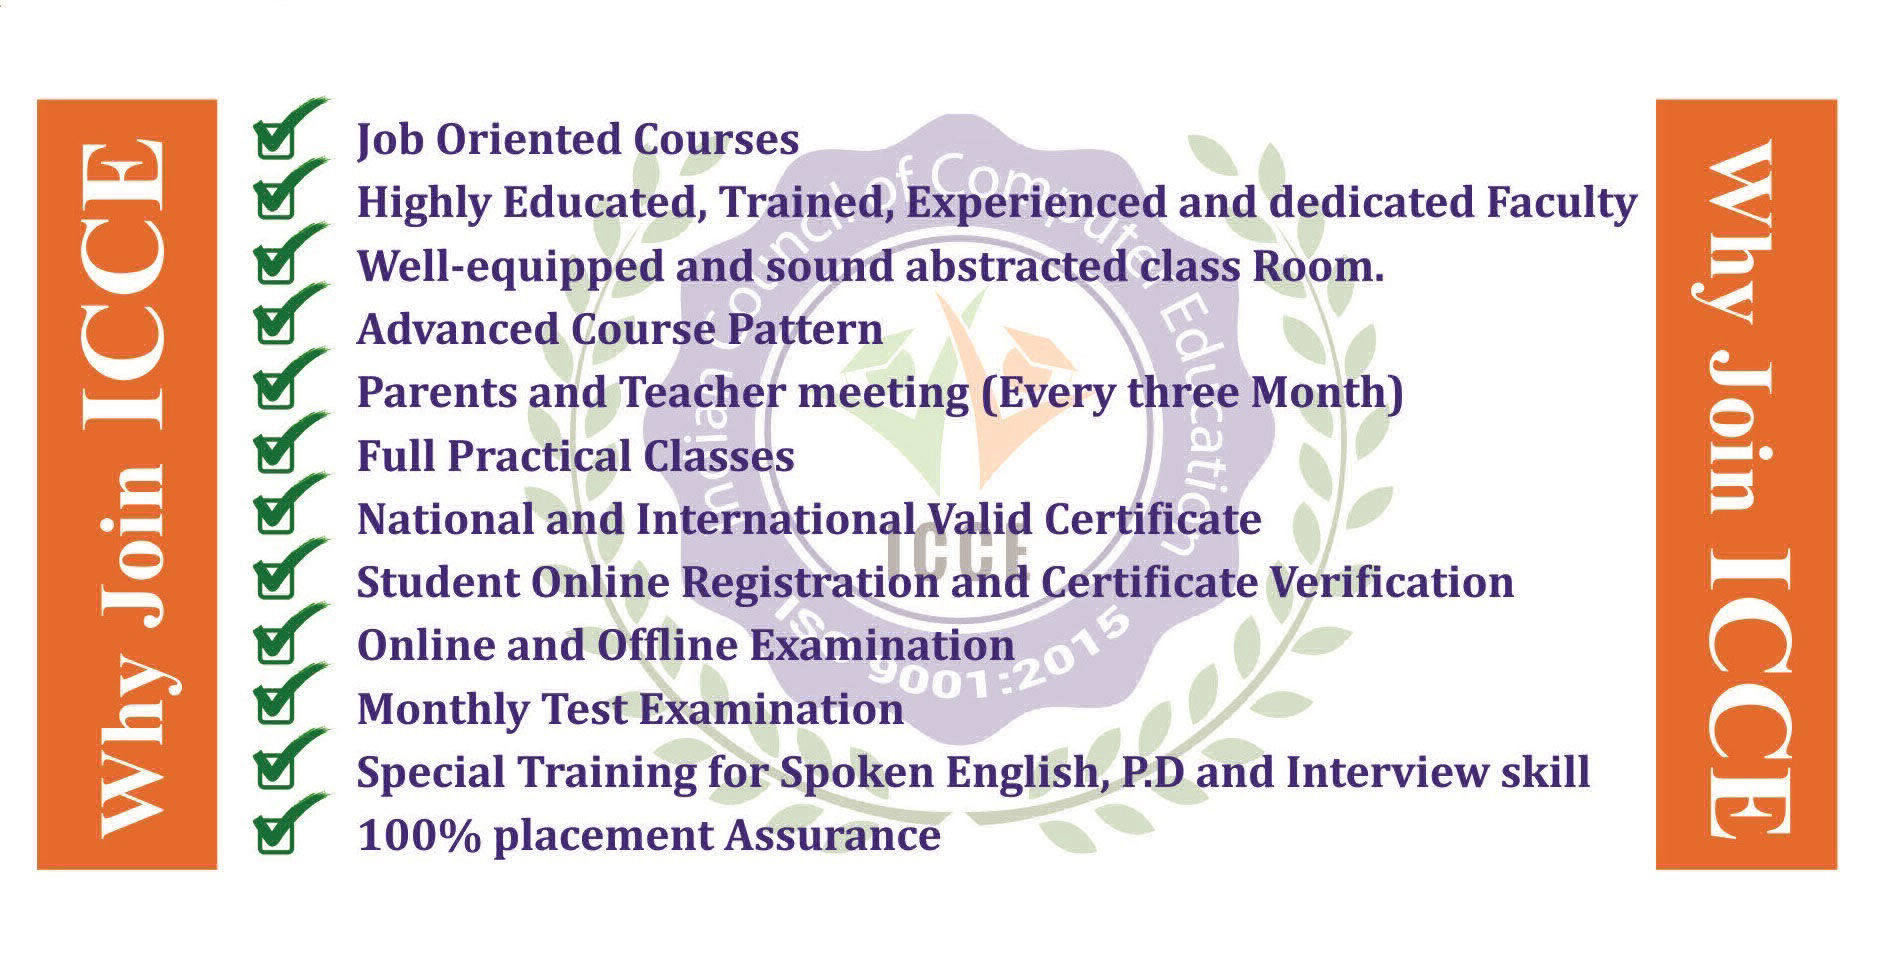 Why Join ICCE
Job Oriented Courses
Highly Educated, Trained, Experienced and dedicated Faculty
Well-equipped and sound abstracted class Room.
Advanced Course Pattern
Parents and Teacher meeting (Every three Month)
Full Practical Classes
National and International Valid Certificate
Student Online Registration and Certificate Verification
Online and Offline Examination
Monthly Test Examination
Special Training for Spoken English, P.D and Interview skill
100% placement Assurance
Why Join ICCE
Indian Council of Computer Education
ICCE
ISO 9001:2015